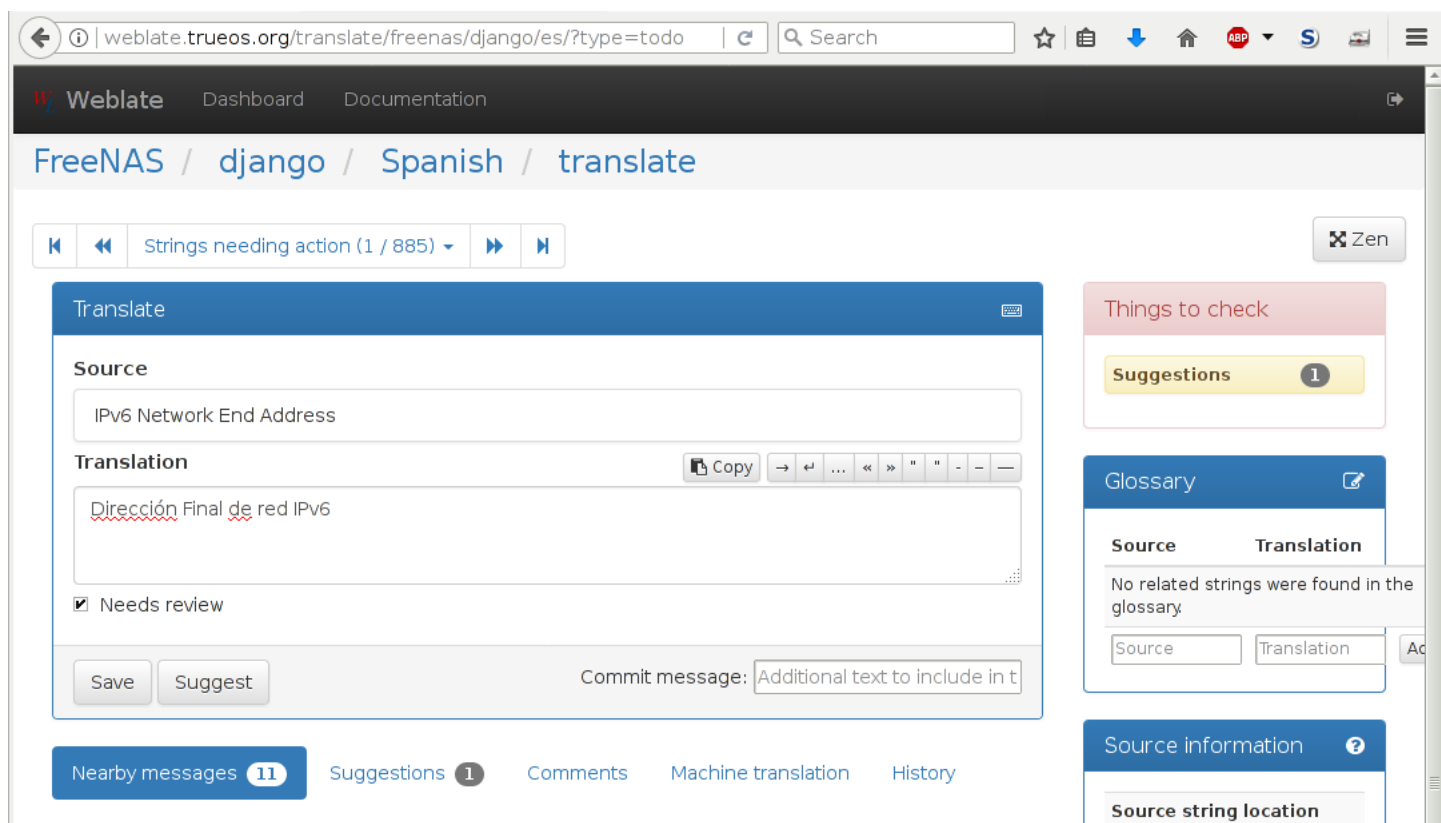 weblate.trueos.org/translate/freenas/django/es/?type=todo Search ABP S
Weblate Dashboard Documentation
FreeNAS / django / Spanish / translate
Strings needing action (1 / 885) Zen
Translate
Source
IPv6 Network End Address
Translation Copy → ↵ … « » " " - – —
Dirección Final de red IPv6
Needs review
Save Suggest Commit message: Additional text to include in t
Things to check
Suggestions 1
Glossary
Source Translation
No related strings were found in the
glossary.
Source Translation Ad
Nearby messages 11 Suggestions 1 Comments Machine translation History
Source information ?
Source string location